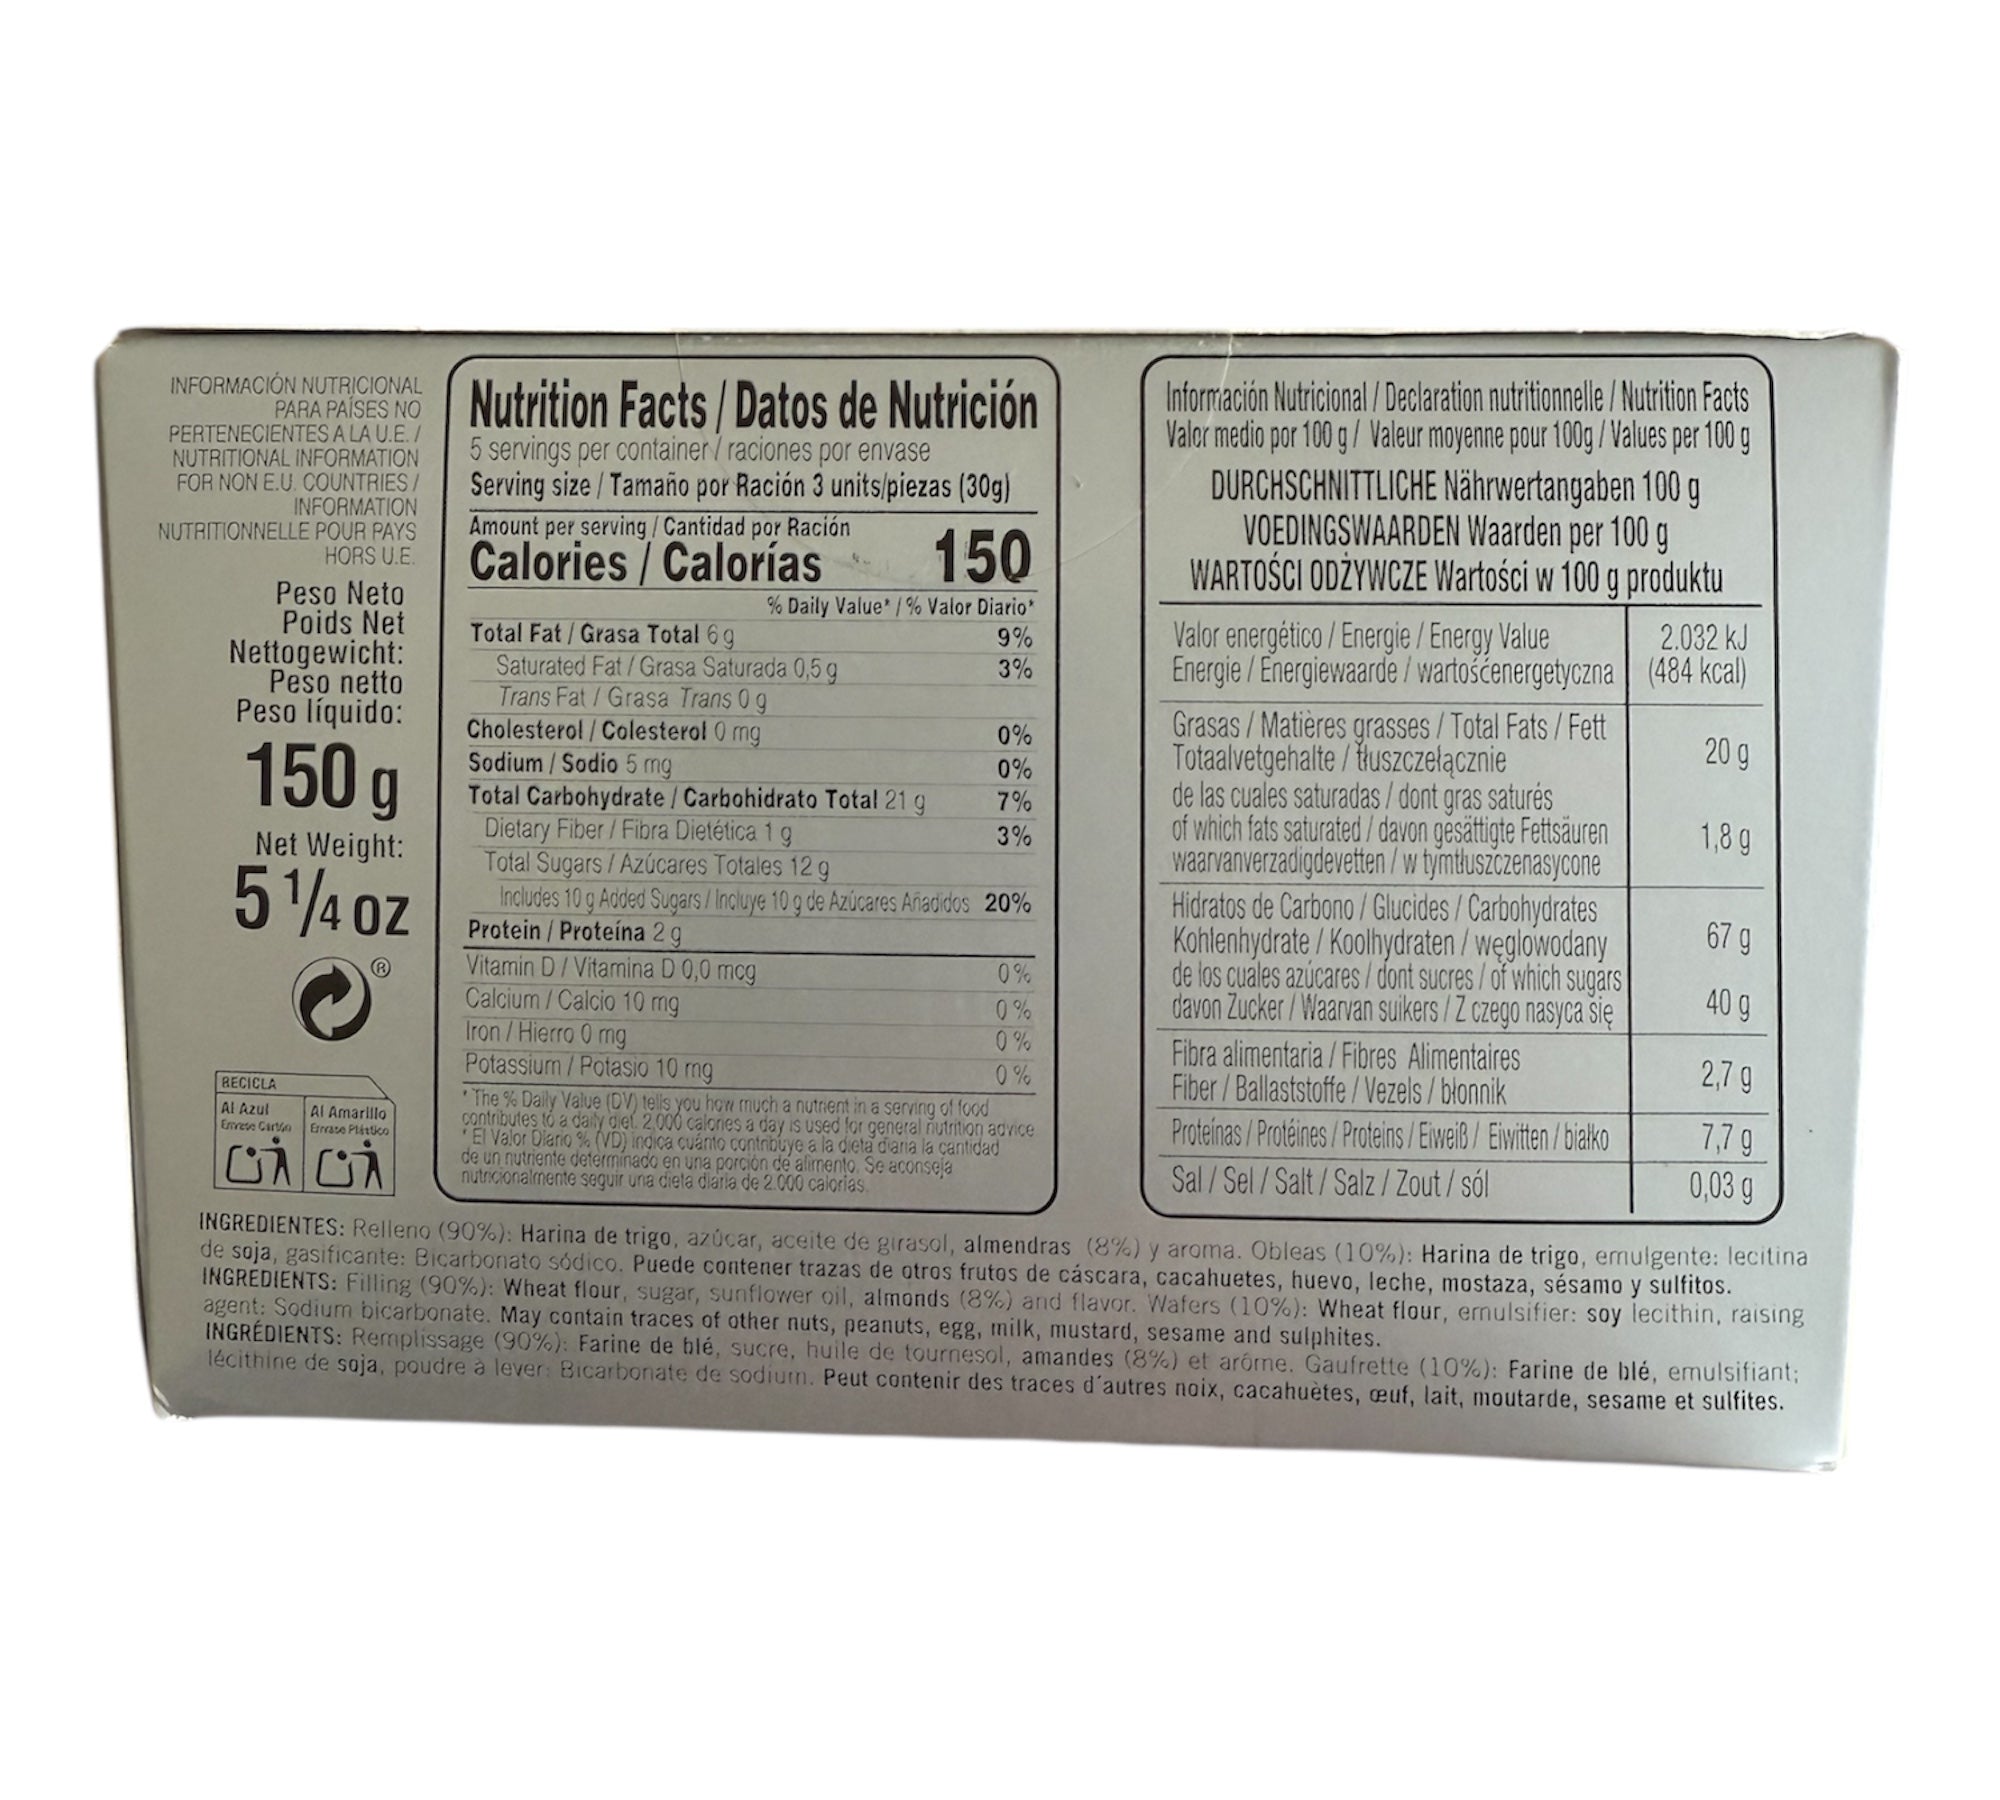 INFORMACIÓN NUTRICIONAL
PARA PAÍSES NO
PERTENECIENTES A LA U.E. /
NUTRITIONAL INFORMATION
FOR NON E.U. COUNTRIES /
INFORMATION
NUTRITIONNELLE POUR PAYS
HORS U.E.
Peso Neto
Poids Net
Nettogewicht:
Peso netto
Peso líquido:
150 g
Net Weight:
5 1/4 oz
®
RECICLA
Al Azul
Envase Cartón
Al Amarillo
Envase Plástico
Nutrition Facts / Datos de Nutrición
5 servings per container / raciones por envase
Serving size / Tamaño por Ración 3 units/piezas (30g)
Amount per serving / Cantidad por Ración
Calories / Calorías 150
% Daily Value* / % Valor Diario*
Total Fat / Grasa Total 6 g 9%
Saturated Fat / Grasa Saturada 0,5 g 3%
Trans Fat / Grasa Trans 0 g
Cholesterol / Colesterol 0 mg 0%
Sodium / Sodio 5 mg 0%
Total Carbohydrate / Carbohidrato Total 21 g 7%
Dietary Fiber / Fibra Dietética 1 g 3%
Total Sugars / Azúcares Totales 12 g
Includes 10 g Added Sugars / Incluye 10 g de Azúcares Añadidos 20%
Protein / Proteína 2 g
Vitamin D / Vitamina D 0,0 mcg 0%
Calcium / Calcio 10 mg 0%
Iron / Hierro 0 mg 0%
Potassium / Potasio 10 mg 0%
* The % Daily Value (DV) tells you how much a nutrient in a serving of food
contributes to a daily diet. 2,000 calories a day is used for general nutrition advice
* El Valor Diario % (VD) indica cuánto contribuye a la dieta diaria la cantidad
de un nutriente determinado en una porción de alimento. Se aconseja
nutricionalmente seguir una dieta diaria de 2.000 calorías.
Información Nutricional / Declaration nutritionnelle / Nutrition Facts
Valor medio por 100 g / Valeur moyenne pour 100g / Values per 100 g
DURCHSCHNITTLICHE Nährwertangaben 100 g
VOEDINGSWAARDEN Waarden per 100 g
WARTOŚCI ODŻYWCZE Wartości w 100 g produktu
Valor energético / Energie / Energy Value 2.032 kJ
Energie / Energiewaarde / wartośćenergetyczna (484 kcal)
Grasas / Matières grasses / Total Fats / Fett
Totaalvetgehalte / tłuszczełącznie 20 g
de las cuales saturadas / dont gras saturés
of which fats saturated / davon gesättigte Fettsäuren 1,8 g
waarvanverzadigdevetten / w tymtłuszczenasycone
Hidratos de Carbono / Glucides / Carbohydrates
Kohlenhydrate / Koolhydraten / węglowodany 67 g
de los cuales azúcares / dont sucres / of which sugars
davon Zucker / Waarvan suikers / Z czego nasyca się 40 g
Fibra alimentaria / Fibres Alimentaires
Fiber / Ballaststoffe / Vezels / błonnik 2,7 g
Proteínas / Protéines / Proteins / Eiweiß / Eiwitten / białko 7,7 g
Sal / Sel / Salt / Salz / Zout / sól 0,03 g
INGREDIENTES: Relleno (90%): Harina de trigo, azúcar, aceite de girasol, almendras (8%) y aroma. Obleas (10%): Harina de trigo, emulgente: lecitina
de soja, gasificante: Bicarbonato sódico. Puede contener trazas de otros frutos de cáscara, cacahuetes, huevo, leche, mostaza, sésamo y sulfitos.
INGREDIENTS: Filling (90%): Wheat flour, sugar, sunflower oil, almonds (8%) and flavor. Wafers (10%): Wheat flour, emulsifier: soy lecithin, raising
agent: Sodium bicarbonate. May contain traces of other nuts, peanuts, egg, milk, mustard, sesame and sulphites.
INGRÉDIENTS: Remplissage (90%): Farine de blé, sucre, huile de tournesol, amandes (8%) et arôme. Gaufrette (10%): Farine de blé, emulsifiant:
lécithine de soja, poudre à lever: Bicarbonate de sodium. Peut contenir des traces d´autres noix, cacahuètes, œuf, lait, moutarde, sesame et sulfites.